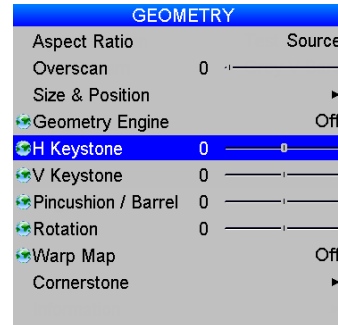 GEOMETRY
Aspect Ratio Source
Overscan 0
Size & Position
Geometry Engine Off
H Keystone 0
V Keystone 0
Pincushion / Barrel 0
Rotation 0
Warp Map Off
Cornerstone